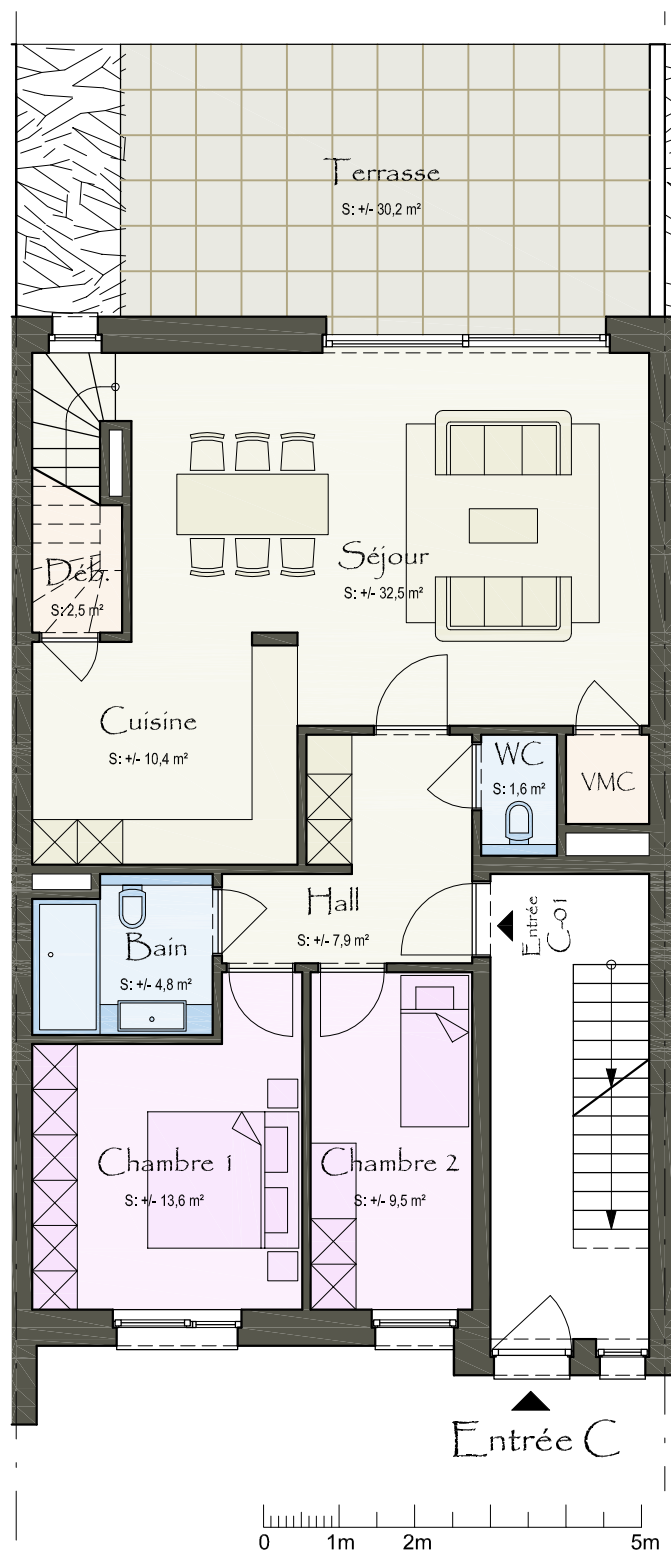 Terrasse
S: +/- 30,2 m²
Séjour
S: +/- 32,5 m²
Déb.
S: 2,5 m²
Cuisine
S: +/- 10,4 m²
WC
S: 1,6 m²
VMC
Hall
S: +/- 7,9 m²
Entrée
C-01
Bain
S: +/- 4,8 m²
Chambre 1
S: +/- 13,6 m²
Chambre 2
S: +/- 9,5 m²
Entrée C
0 1m 2m 5m